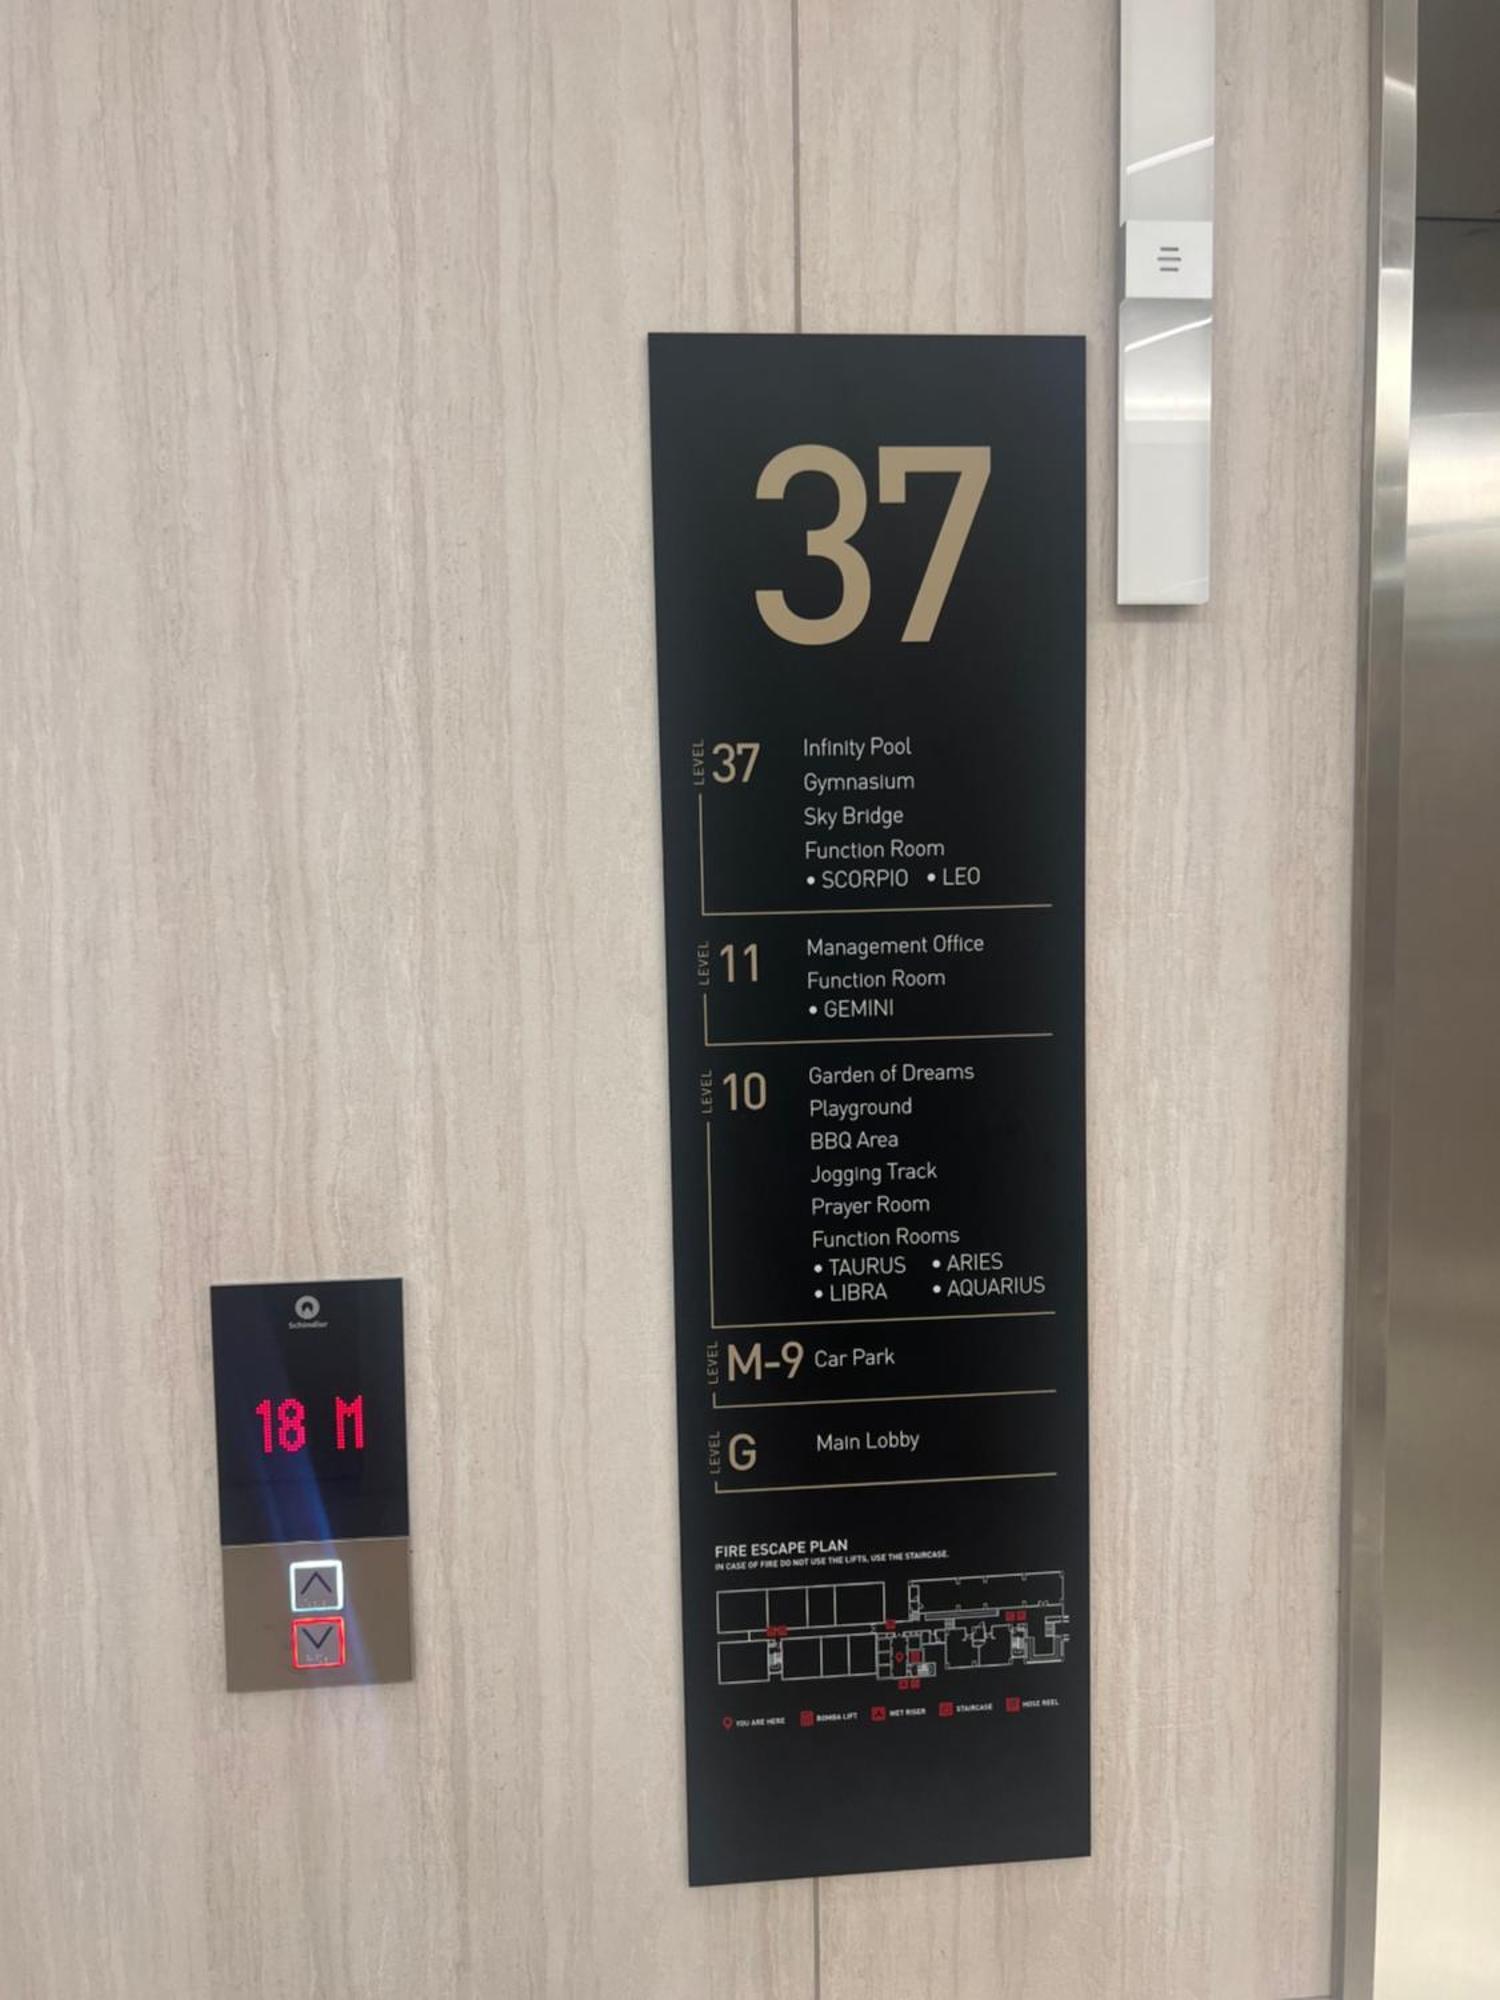 37
LEVEL 37 Infinity Pool
Gymnasium
Sky Bridge
Function Room
• SCORPIO • LEO
LEVEL 11 Management Office
Function Room
• GEMINI
LEVEL 10 Garden of Dreams
Playground
BBQ Area
Jogging Track
Prayer Room
Function Rooms
• TAURUS • ARIES
• LIBRA • AQUARIUS
LEVEL M-9 Car Park
LEVEL G Main Lobby
FIRE ESCAPE PLAN
IN CASE OF FIRE DO NOT USE THE LIFTS, USE THE STAIRCASE.
YOU ARE HERE BOMBA LIFT WET RISER STAIRCASE HOSE REEL
Schindler
18 M